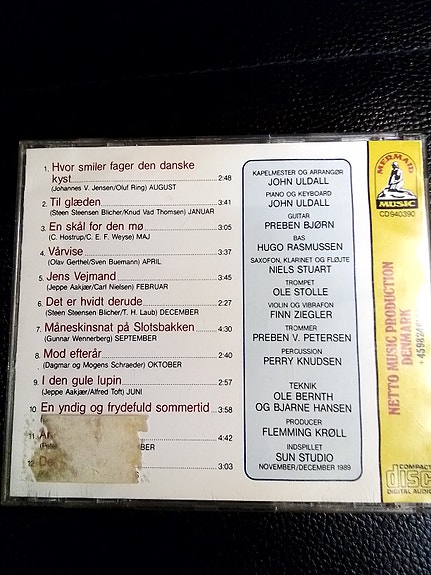 1. Hvor smiler fager den danske
kyst 2:48
(Johannes V. Jensen/Oluf Ring) AUGUST
2. Til glæden 3:41
(Steen Steensen Blicher/Knud Vad Thomsen) JANUAR
3. En skål for den mø 3:05
(C. Hostrup/C. E. F. Weyse) MAJ
4. Vårvise 3:37
(Olav Gerthel/Sven Buemann) APRIL
5. Jens Vejmand 3:45
(Jeppe Aakjær/Carl Nielsen) FEBRUAR
6. Det er hvidt derude 2:57
(Steen Steensen Blicher/T. H. Laub) DECEMBER
7. Måneskinsnat på Slotsbakken 4:30
(Gunnar Wennerberg) SEPTEMBER
8. Mod efterår 2:40
(Dagmar og Mogens Schraeder) OKTOBER
9. I den gule lupin 2:57
(Jeppe Aakjær/Alfred Toft) JUNI
10. En yndig og frydefuld sommertid 3:58
11. 4:42
BER
12. 3:03
KAPELMESTER OG ARRANGØR
JOHN ULDALL
PIANO OG KEYBOARD
JOHN ULDALL
GUITAR
PREBEN BJØRN
BAS
HUGO RASMUSSEN
SAXOFON, KLARINET OG FLØJTE
NIELS STUART
TROMPET
OLE STOLLE
VIOLIN OG VIBRAFON
FINN ZIEGLER
TROMMER
PREBEN V. PETERSEN
PERCUSSION
PERRY KNUDSEN
TEKNIK
OLE BERNTH
OG BJARNE HANSEN
PRODUCER
FLEMMING KRØLL
INDSPILLET
SUN STUDIO
NOVEMBER/DECEMBER 1989
MERMAID
MUSIC
CD 940390
NETTO MUSIC PRODUCTION
DENMARK
COMPACT
disc
DIGITAL AUDIO